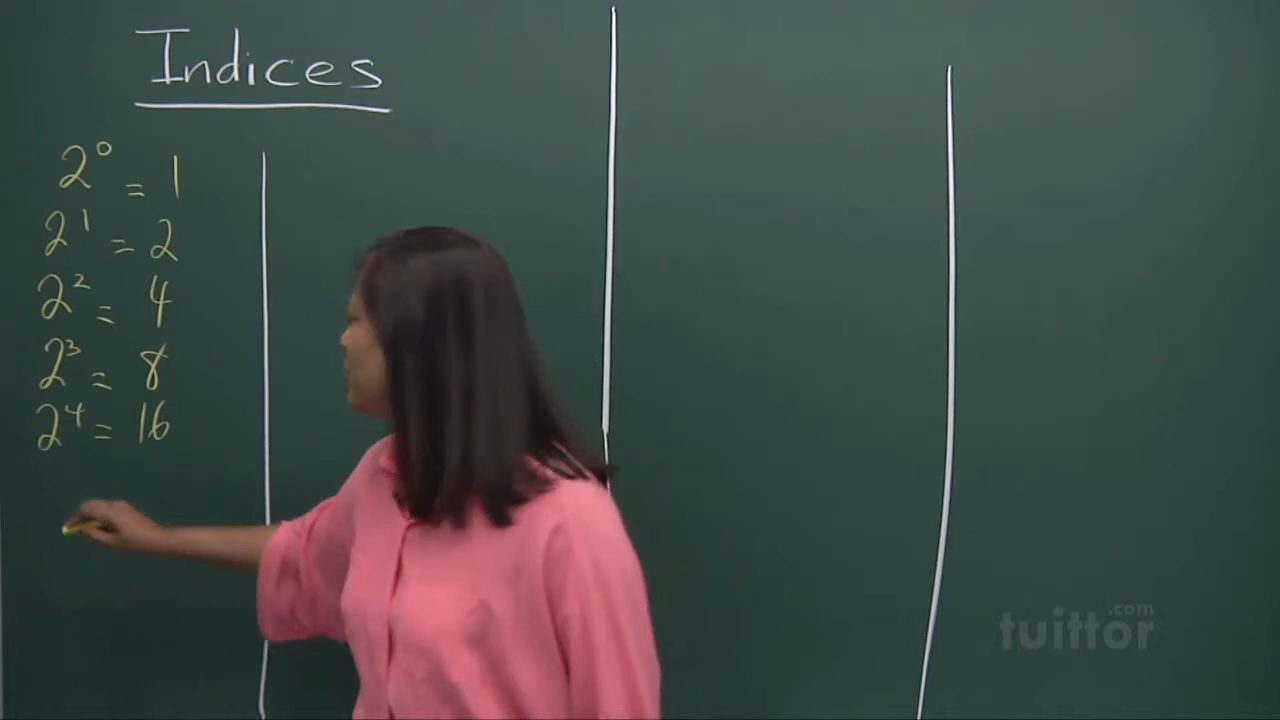 Indices
2⁰ = 1
2¹ = 2
2² = 4
2³ = 8
2⁴ = 16
tuittor.com